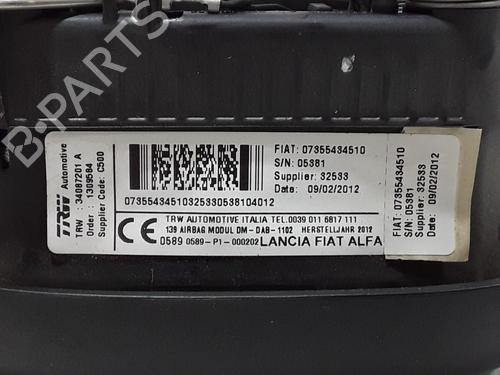 B-PARTS
TRW Automotive
TRW : 34087201 A
Order : 1309584
Supplier Code: C500
FIAT: 07355434510
S/N: 05381
Supplier: 32533
Date: 09/02/2012
07355434510325330538104012
TRW AUTOMOTIVE ITALIA TEL.0039 011 6817 111
139 AIRBAG MODUL DM - DAB-1102 HERSTELLJAHR 2012
CE 0589 0589-P1-000202 LANCIA FIAT ALFA
FIAT: 07355434510
S/N: 05381
Supplier: 32533
Date: 09/02/2012